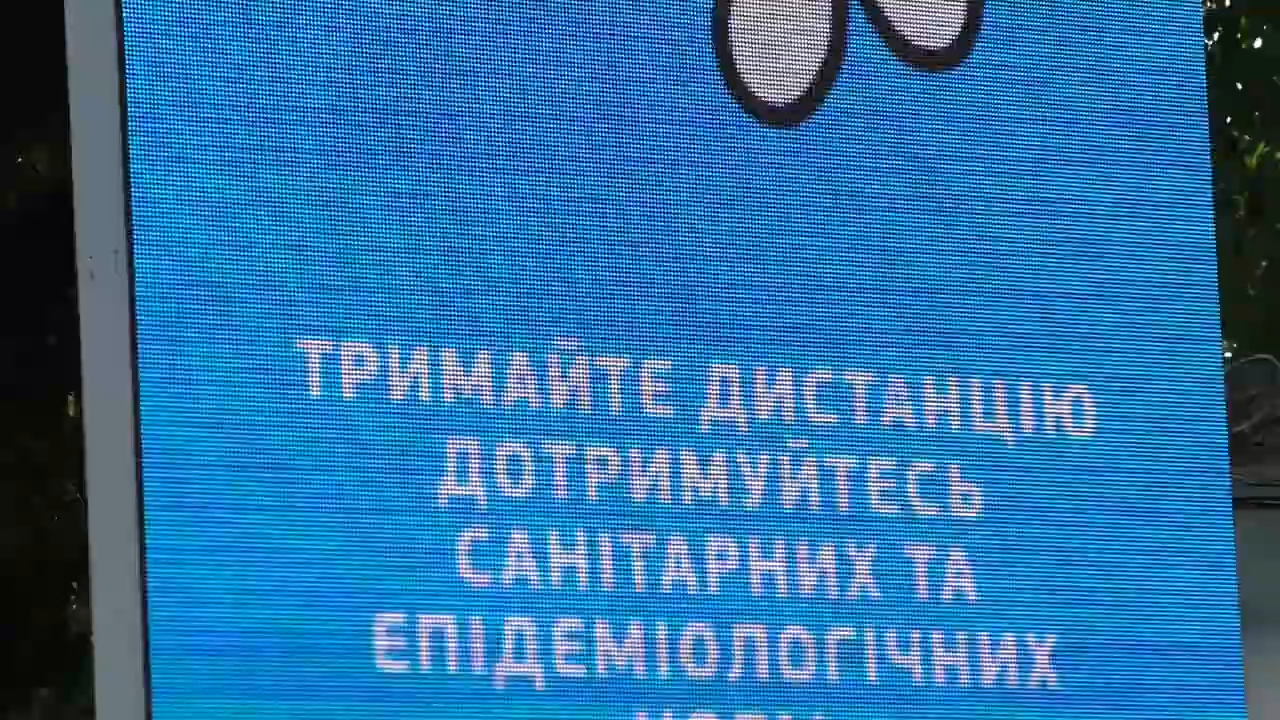 ТРИМАЙТЕ ДИСТАНЦІЮ
ДОТРИМУЙТЕСЬ
САНІТАРНИХ ТА
ЕПІДЕМІОЛОГІЧНИХ